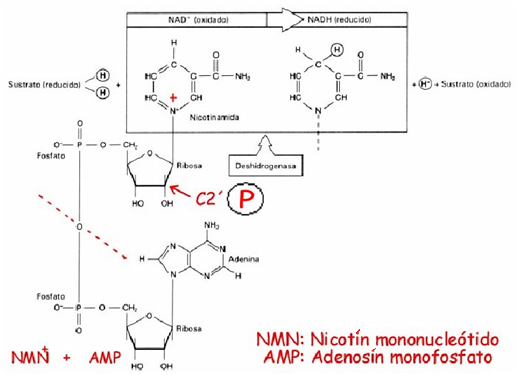 NAD⁺ (oxidado) NADH (reducido)
H
H H
O
O
HC C C NH₂
HC C C NH₂
Sustrato (reducido) H H +
HC + CH
HC CH
+ H⁺ + Sustrato (oxidado)
N⁺
N
Nicotinamida
O
O⁻ P O CH₂
Fosfato O
O Ribosa
Deshidrogenasa
HO OH
C2´ P
O
NH₂
N
N
H Adenina
N N H
Fosfato O
O⁻ P O CH₂
O
O Ribosa
HO OH
NMN⁺ + AMP
NMN: Nicotín mononucleótido
AMP: Adenosín monofosfato